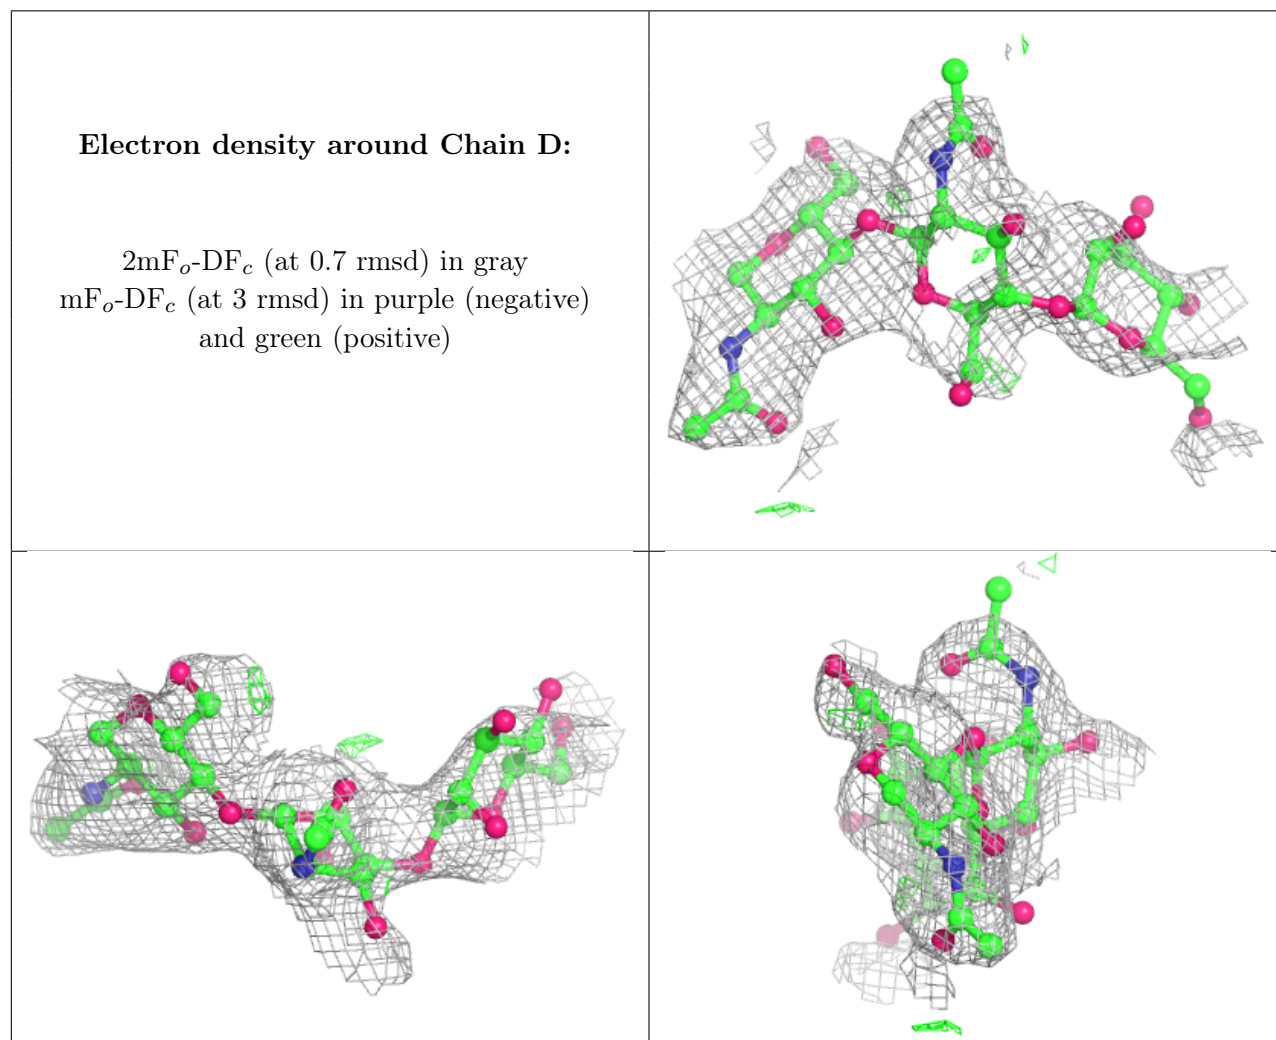 Electron density around Chain D:
2mFₒ-DF𝒸 (at 0.7 rmsd) in gray
mFₒ-DF𝒸 (at 3 rmsd) in purple (negative)
and green (positive)